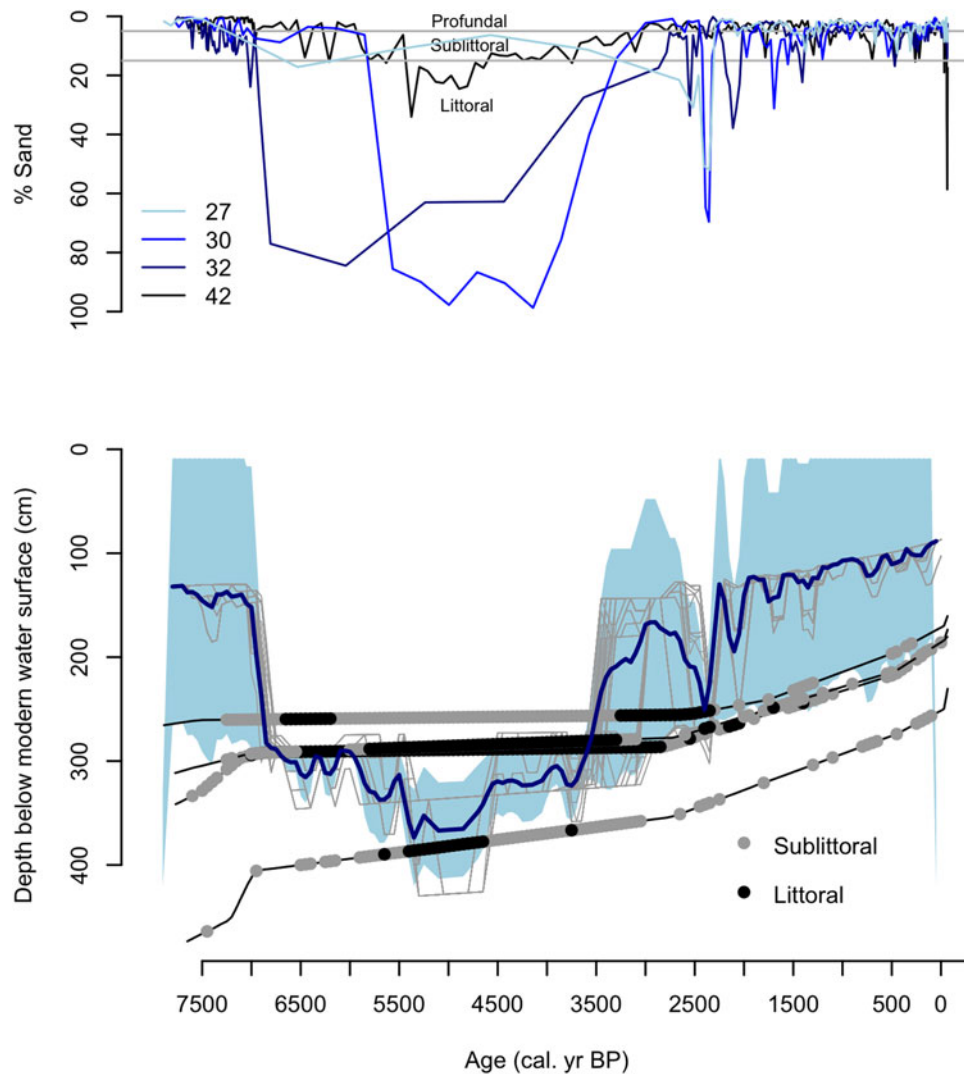 0
20
40
60
80
100
% Sand
Profundal
Sublittoral
Littoral
27
30
32
42
0
100
200
300
400
Depth below modern water surface (cm)
Sublittoral
Littoral
7500 6500 5500 4500 3500 2500 1500 500 0
Age (cal. yr BP)